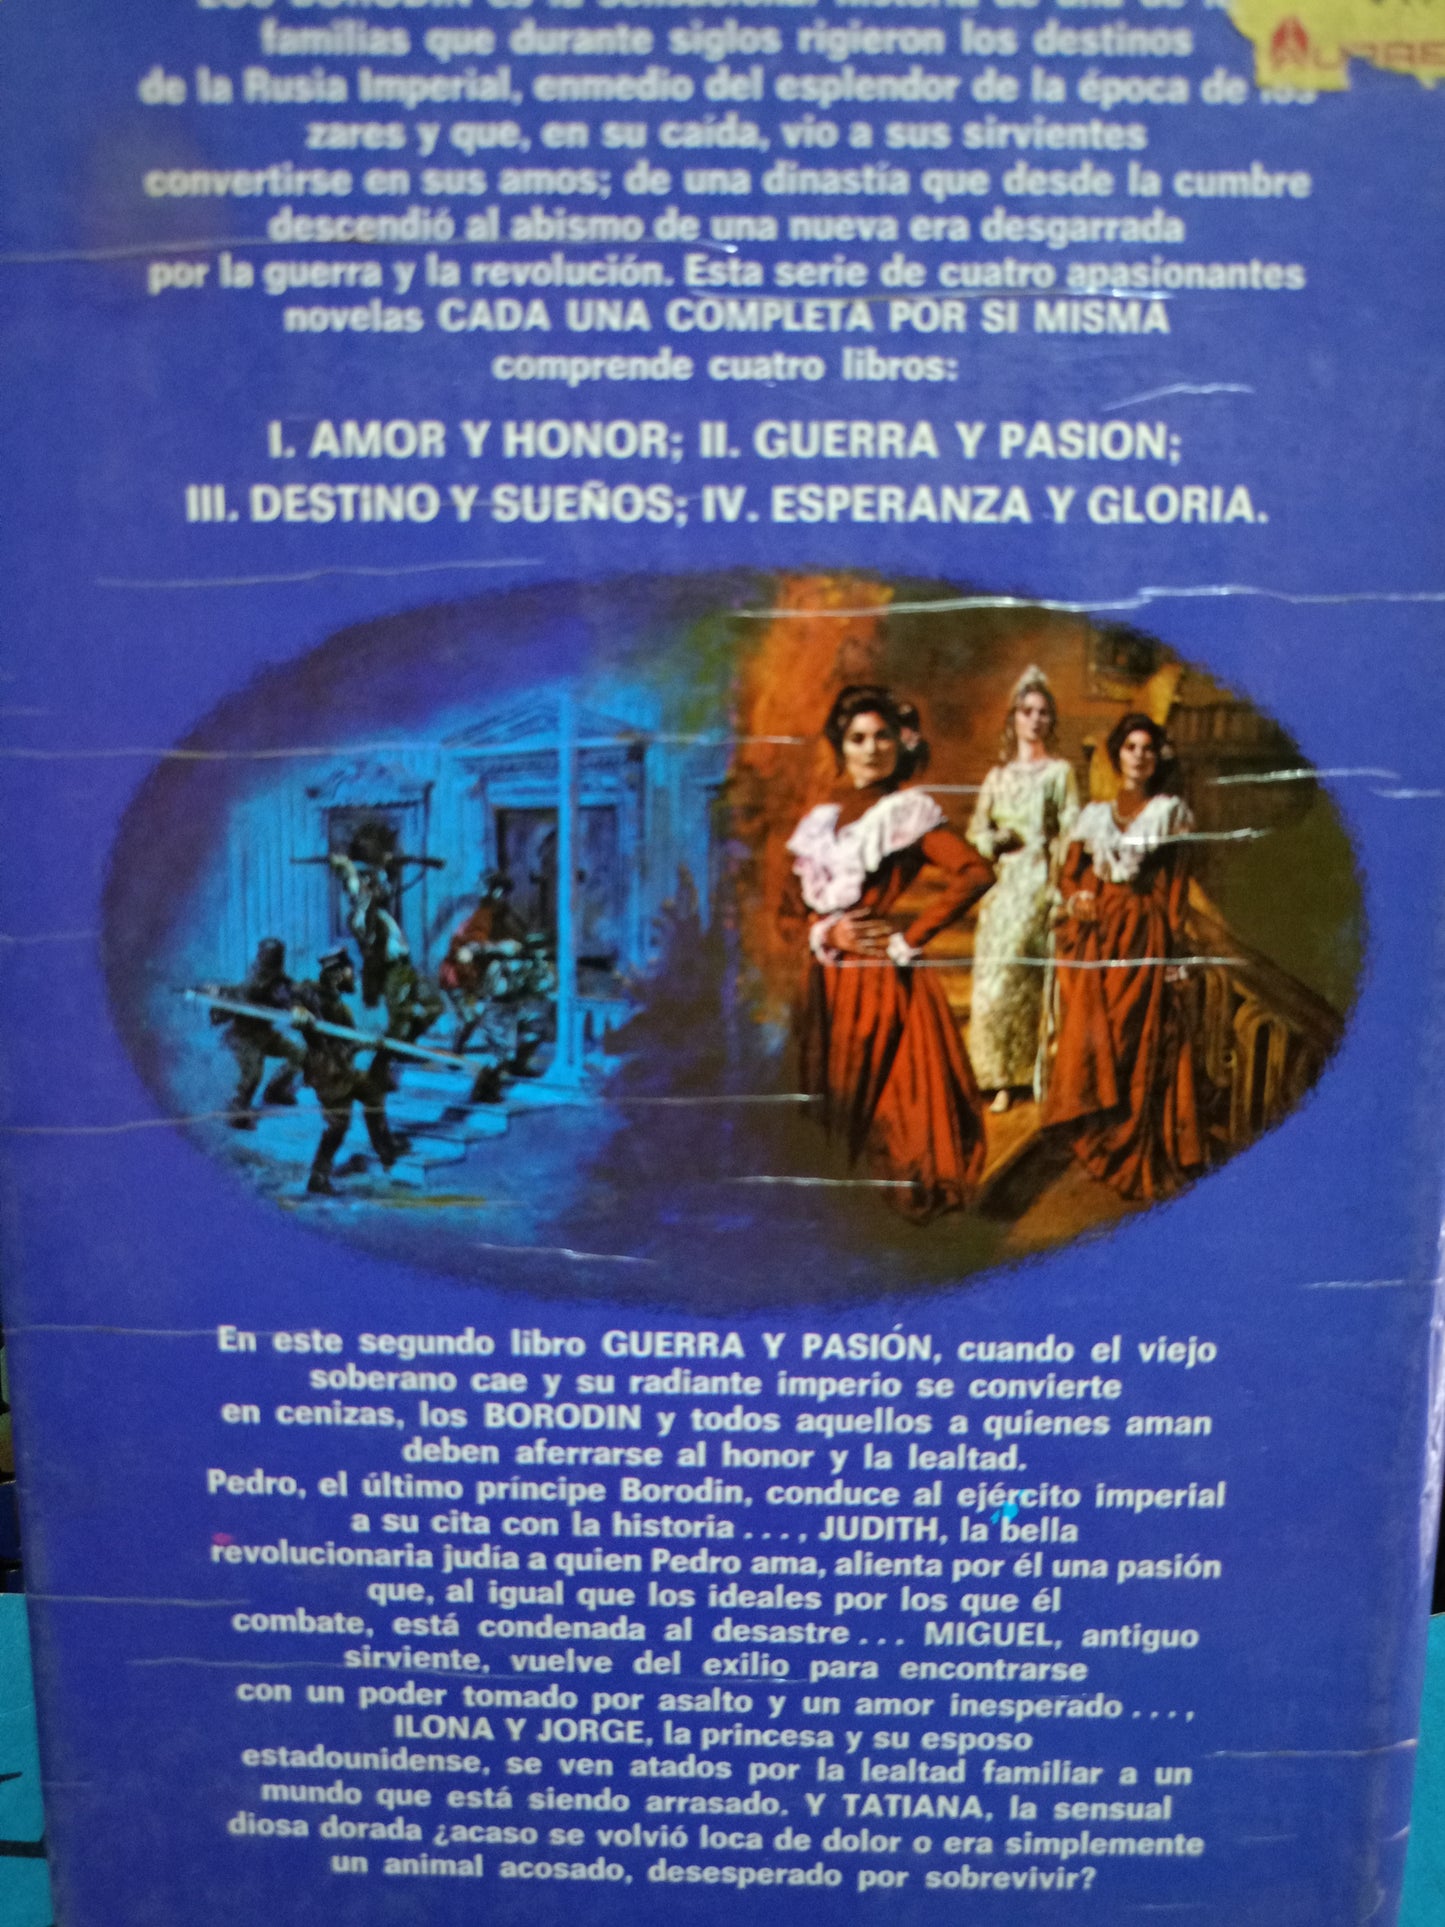 LOS BORODIN es la sensacional historia de una de
familias que durante siglos rigieron los destinos
de la Rusia Imperial, enmedio del esplendor de la época de los
zares y que, en su caída, vio a sus sirvientes
convertirse en sus amos; de una dinastía que desde la cumbre
descendió al abismo de una nueva era desgarrada
por la guerra y la revolución. Esta serie de cuatro apasionantes
novelas CADA UNA COMPLETA POR SI MISMA
comprende cuatro libros:
I. AMOR Y HONOR; II. GUERRA Y PASION;
III. DESTINO Y SUEÑOS; IV. ESPERANZA Y GLORIA.
En este segundo libro GUERRA Y PASIÓN, cuando el viejo
soberano cae y su radiante imperio se convierte
en cenizas, los BORODIN y todos aquellos a quienes aman
deben aferrarse al honor y la lealtad.
Pedro, el último príncipe Borodin, conduce al ejército imperial
a su cita con la historia ...., JUDITH, la bella
revolucionaria judía a quien Pedro ama, alienta por él una pasión
que, al igual que los ideales por los que él
combate, está condenada al desastre ... MIGUEL, antiguo
sirviente, vuelve del exilio para encontrarse
con un poder tomado por asalto y un amor inesperado ....,
ILONA Y JORGE, la princesa y su esposo
estadounidense, se ven atados por la lealtad familiar a un
mundo que está siendo arrasado. Y TATIANA, la sensual
diosa dorada ¿acaso se volvió loca de dolor o era simplemente
un animal acosado, desesperado por sobrevivir?